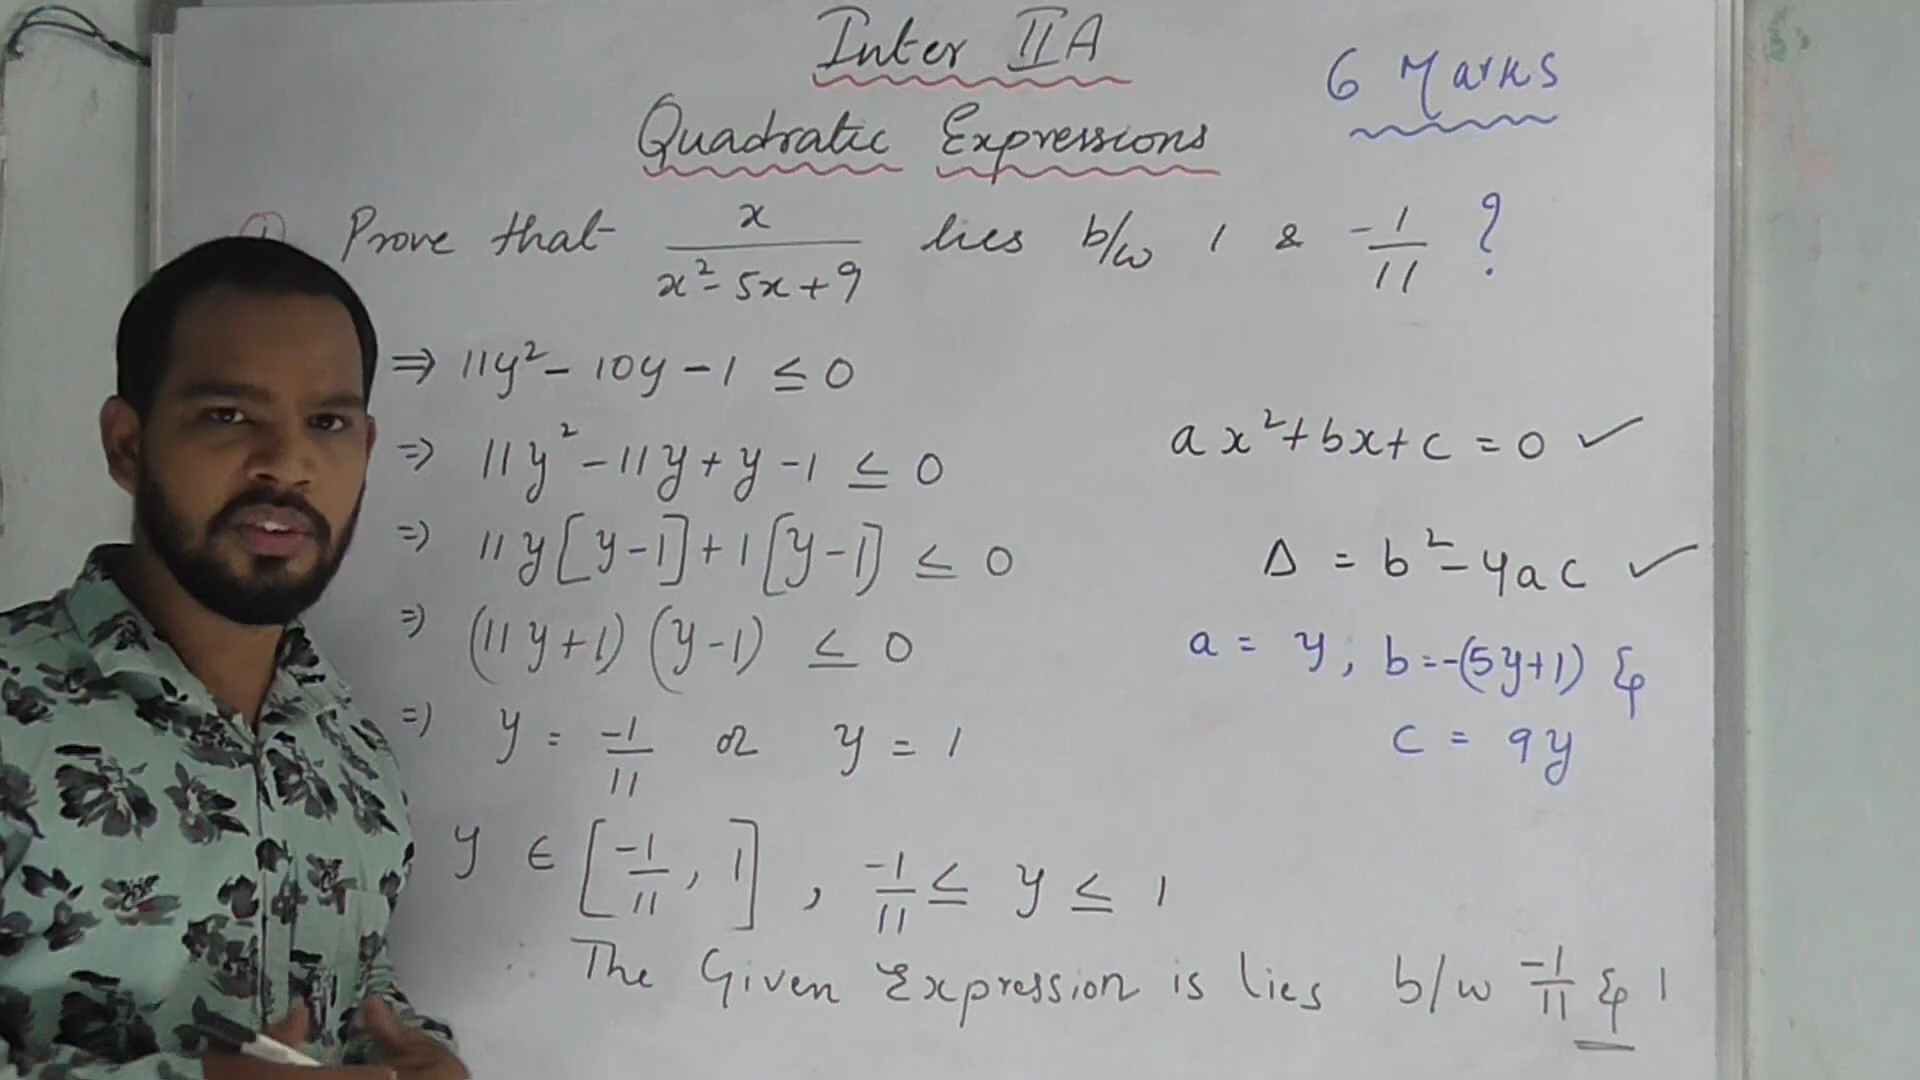 Inter IIA
6 Marks
Quadratic Expressions
1 Prove that x/(x²-5x+9) lies b/w 1 & -1/11 ?
⇒ 11y² - 10y - 1 ≤ 0
⇒ 11y² - 11y + y - 1 ≤ 0
⇒ 11y[y-1] + 1[y-1] ≤ 0
⇒ (11y+1) (y-1) ≤ 0
⇒ y = -1/11 or y = 1
y ∈ [-1/11, 1] , -1/11 ≤ y ≤ 1
The Given Expression is lies b/w -1/11 & 1
ax²+bx+c = 0 ✓
Δ = b²-4ac ✓
a = y; b = -(5y+1) &
c = 9y